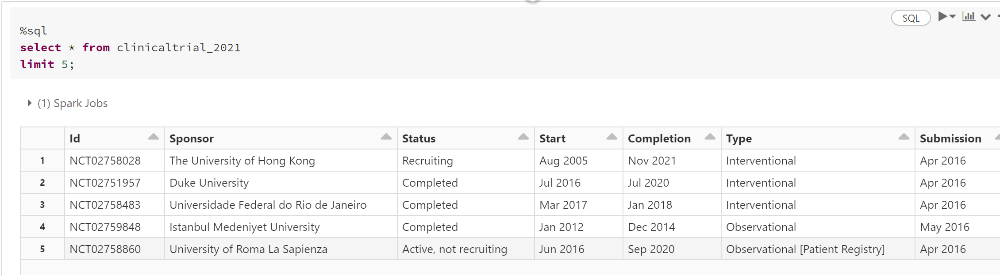 SQL
%sql
select * from clinicaltrial_2021
limit 5;
(1) Spark Jobs
Id Sponsor Status Start Completion Type Submission
1 NCT02758028 The University of Hong Kong Recruiting Aug 2005 Nov 2021 Interventional Apr 2016
2 NCT02751957 Duke University Completed Jul 2016 Jul 2020 Interventional Apr 2016
3 NCT02758483 Universidade Federal do Rio de Janeiro Completed Mar 2017 Jan 2018 Interventional Apr 2016
4 NCT02759848 Istanbul Medeniyet University Completed Jan 2012 Dec 2014 Observational May 2016
5 NCT02758860 University of Roma La Sapienza Active, not recruiting Jun 2016 Sep 2020 Observational [Patient Registry] Apr 2016